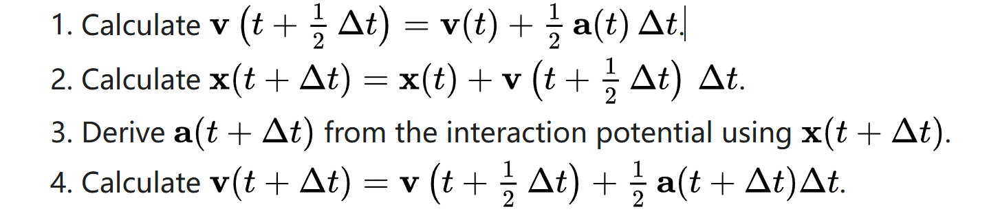 1. Calculate $\mathbf{v}\left(t + \frac{1}{2}\,\Delta t\right) = \mathbf{v}(t) + \frac{1}{2}\,\mathbf{a}(t)\,\Delta t.$
2. Calculate $\mathbf{x}(t + \Delta t) = \mathbf{x}(t) + \mathbf{v}\left(t + \frac{1}{2}\,\Delta t\right)\,\Delta t.$
3. Derive $\mathbf{a}(t + \Delta t)$ from the interaction potential using $\mathbf{x}(t + \Delta t).$
4. Calculate $\mathbf{v}(t + \Delta t) = \mathbf{v}\left(t + \frac{1}{2}\,\Delta t\right) + \frac{1}{2}\,\mathbf{a}(t + \Delta t)\Delta t.$